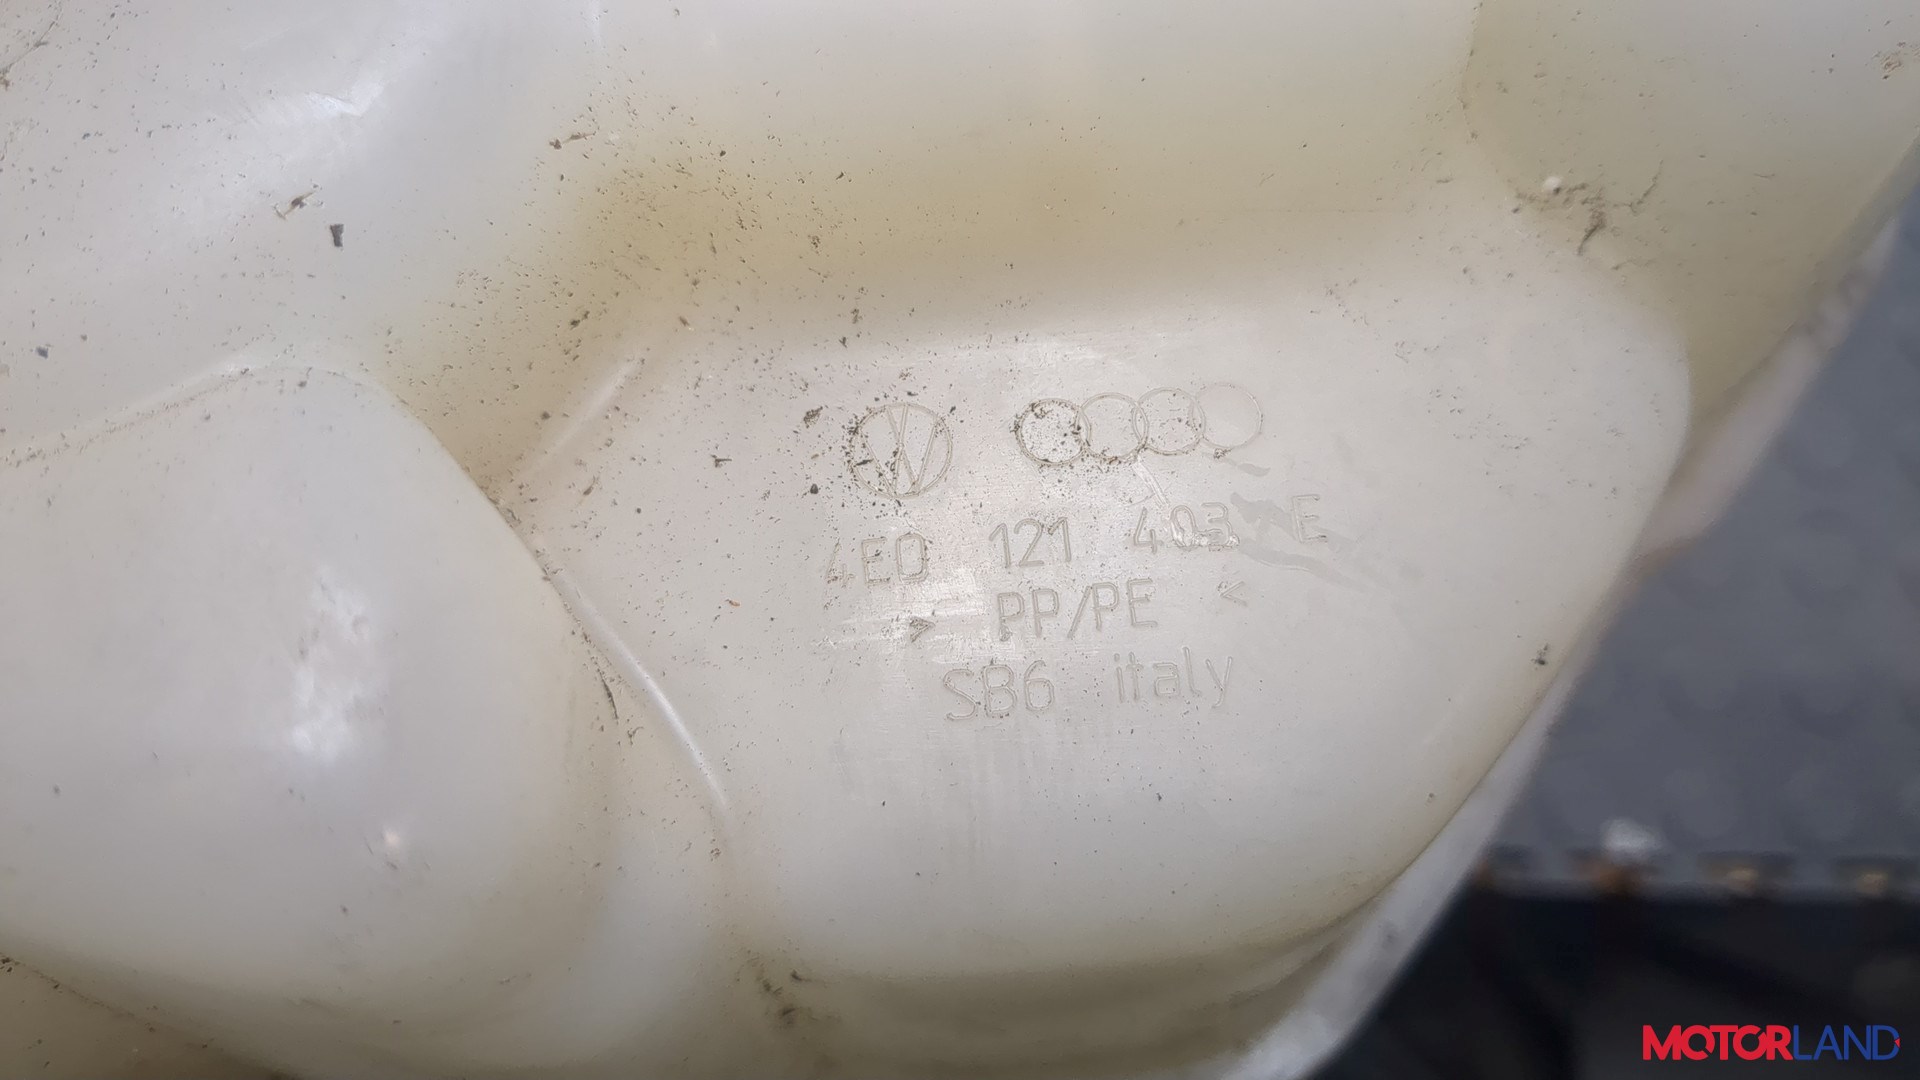 4E0 121 403 E
> PP/PE <
SB6 italy
MOTORLAND